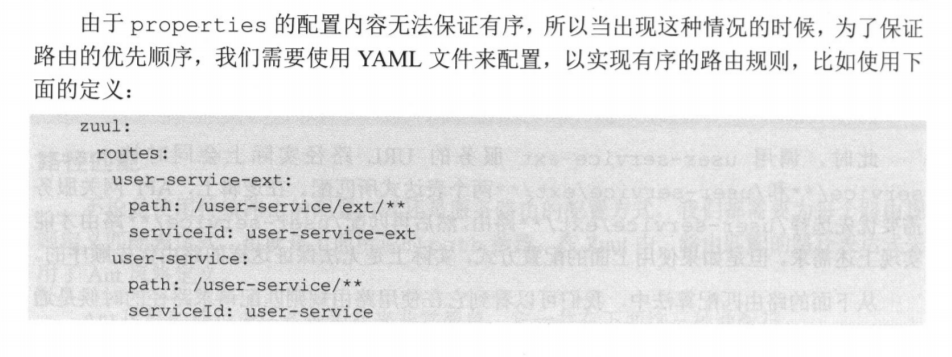 由于 properties 的配置内容无法保证有序，所以当出现这种情况的时候，为了保证
路由的优先顺序，我们需要使用 YAML 文件来配置，以实现有序的路由规则，比如使用下
面的定义：
zuul:
  routes:
    user-service-ext:
      path: /user-service/ext/**
      serviceId: user-service-ext
    user-service:
      path: /user-service/**
      serviceId: user-service